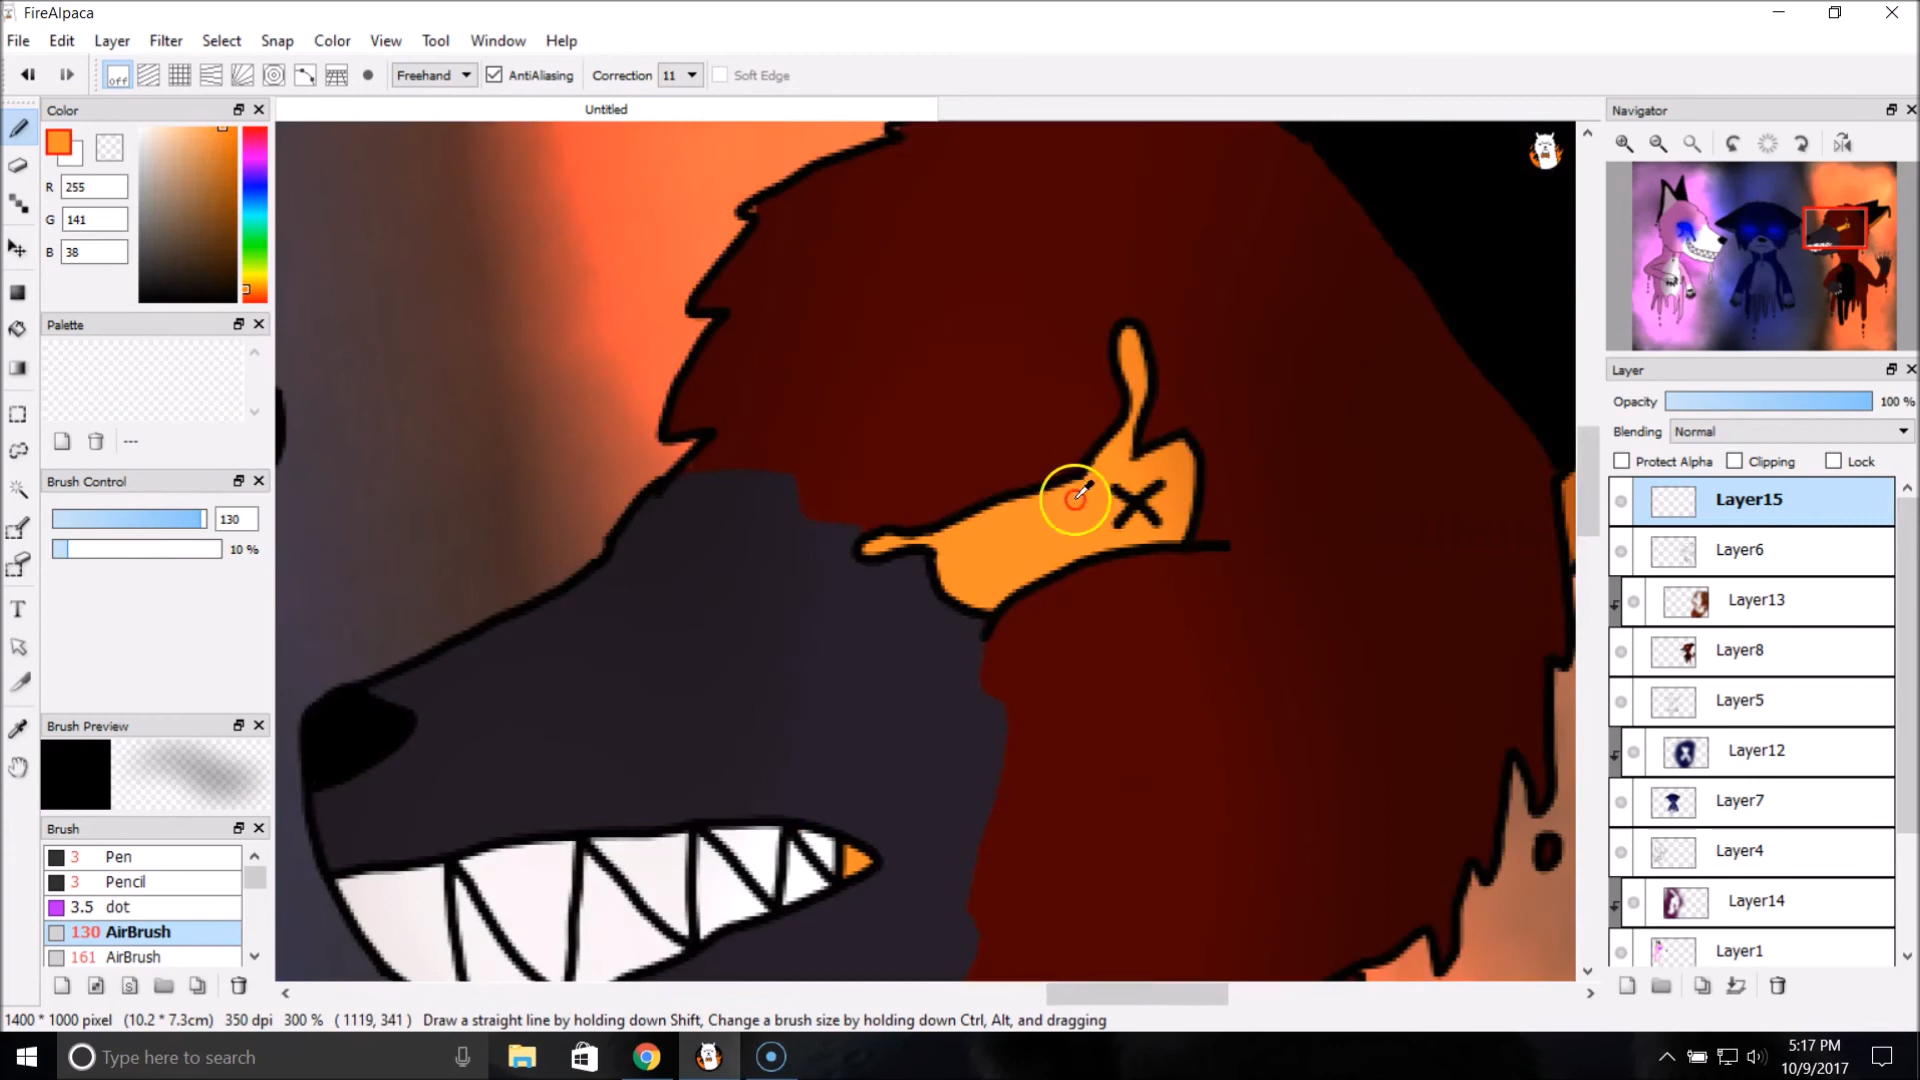 FireAlpaca
File Edit Layer Filter Select Snap Color View Tool Window Help
off Freehand AntiAliasing Correction 11 Soft Edge
Color
Untitled
Navigator
R 255
G 141
B 38
Palette
---
Brush Control
130
10 %
Brush Preview
Brush
3 Pen
3 Pencil
3.5 dot
130 AirBrush
161 AirBrush
Layer
Opacity 100 %
Blending Normal
Protect Alpha Clipping Lock
Layer15
Layer6
Layer13
Layer8
Layer5
Layer12
Layer7
Layer4
Layer14
Layer1
1400 * 1000 pixel (10.2 * 7.3cm) 350 dpi 300 % ( 1119, 341 ) Draw a straight line by holding down Shift, Change a brush size by holding down Ctrl, Alt, and dragging
Type here to search
5:17 PM
10/9/2017